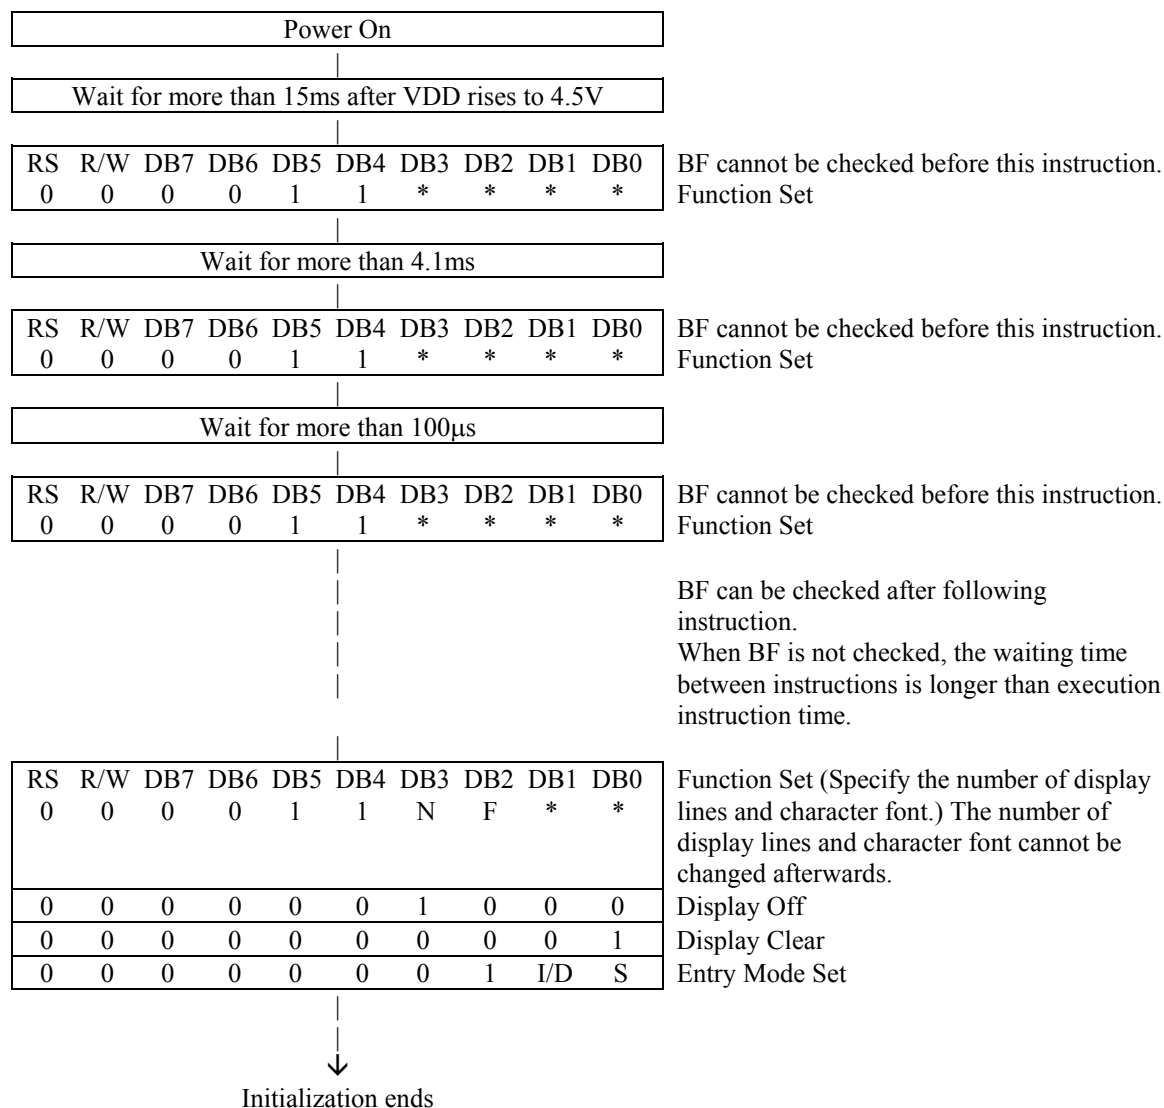 Power On
Wait for more than 15ms after VDD rises to 4.5V
RS R/W DB7 DB6 DB5 DB4 DB3 DB2 DB1 DB0 BF cannot be checked before this instruction.
0 0 0 0 1 1 * * * * Function Set
Wait for more than 4.1ms
RS R/W DB7 DB6 DB5 DB4 DB3 DB2 DB1 DB0 BF cannot be checked before this instruction.
0 0 0 0 1 1 * * * * Function Set
Wait for more than 100μs
RS R/W DB7 DB6 DB5 DB4 DB3 DB2 DB1 DB0 BF cannot be checked before this instruction.
0 0 0 0 1 1 * * * * Function Set
BF can be checked after following
instruction.
When BF is not checked, the waiting time
between instructions is longer than execution
instruction time.
RS R/W DB7 DB6 DB5 DB4 DB3 DB2 DB1 DB0 Function Set (Specify the number of display
0 0 0 0 1 1 N F * * lines and character font.) The number of
display lines and character font cannot be
changed afterwards.
0 0 0 0 0 0 1 0 0 0 Display Off
0 0 0 0 0 0 0 0 0 1 Display Clear
0 0 0 0 0 0 0 1 I/D S Entry Mode Set
Initialization ends